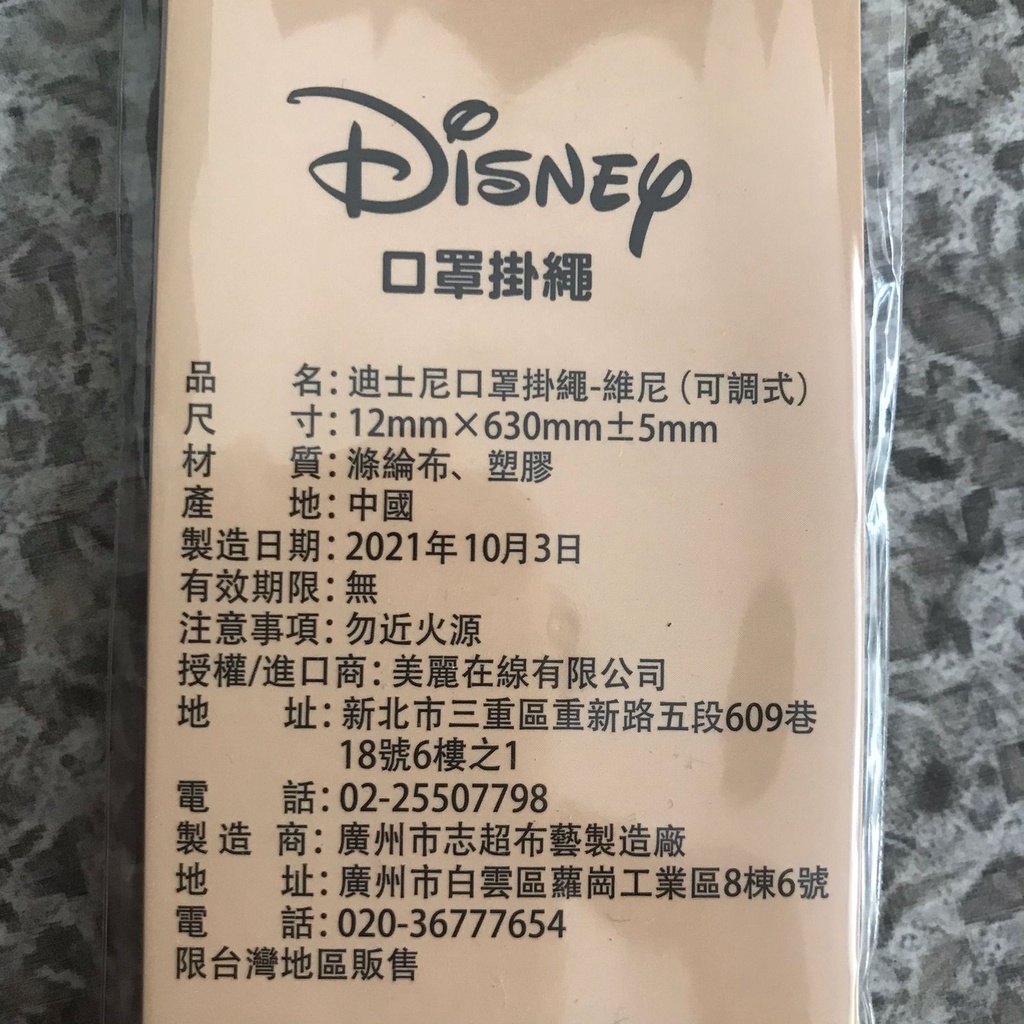 Disney
口罩掛繩
品名：迪士尼口罩掛繩-維尼（可調式）
尺寸：12mm×630mm±5mm
材質：滌綸布、塑膠
產地：中國
製造日期：2021年10月3日
有效期限：無
注意事項：勿近火源
授權/進口商：美麗在線有限公司
地址：新北市三重區重新路五段609巷
18號6樓之1
電話：02-25507798
製造商：廣州市志超布藝製造廠
地址：廣州市白雲區蘿崗工業區8棟6號
電話：020-36777654
限台灣地區販售